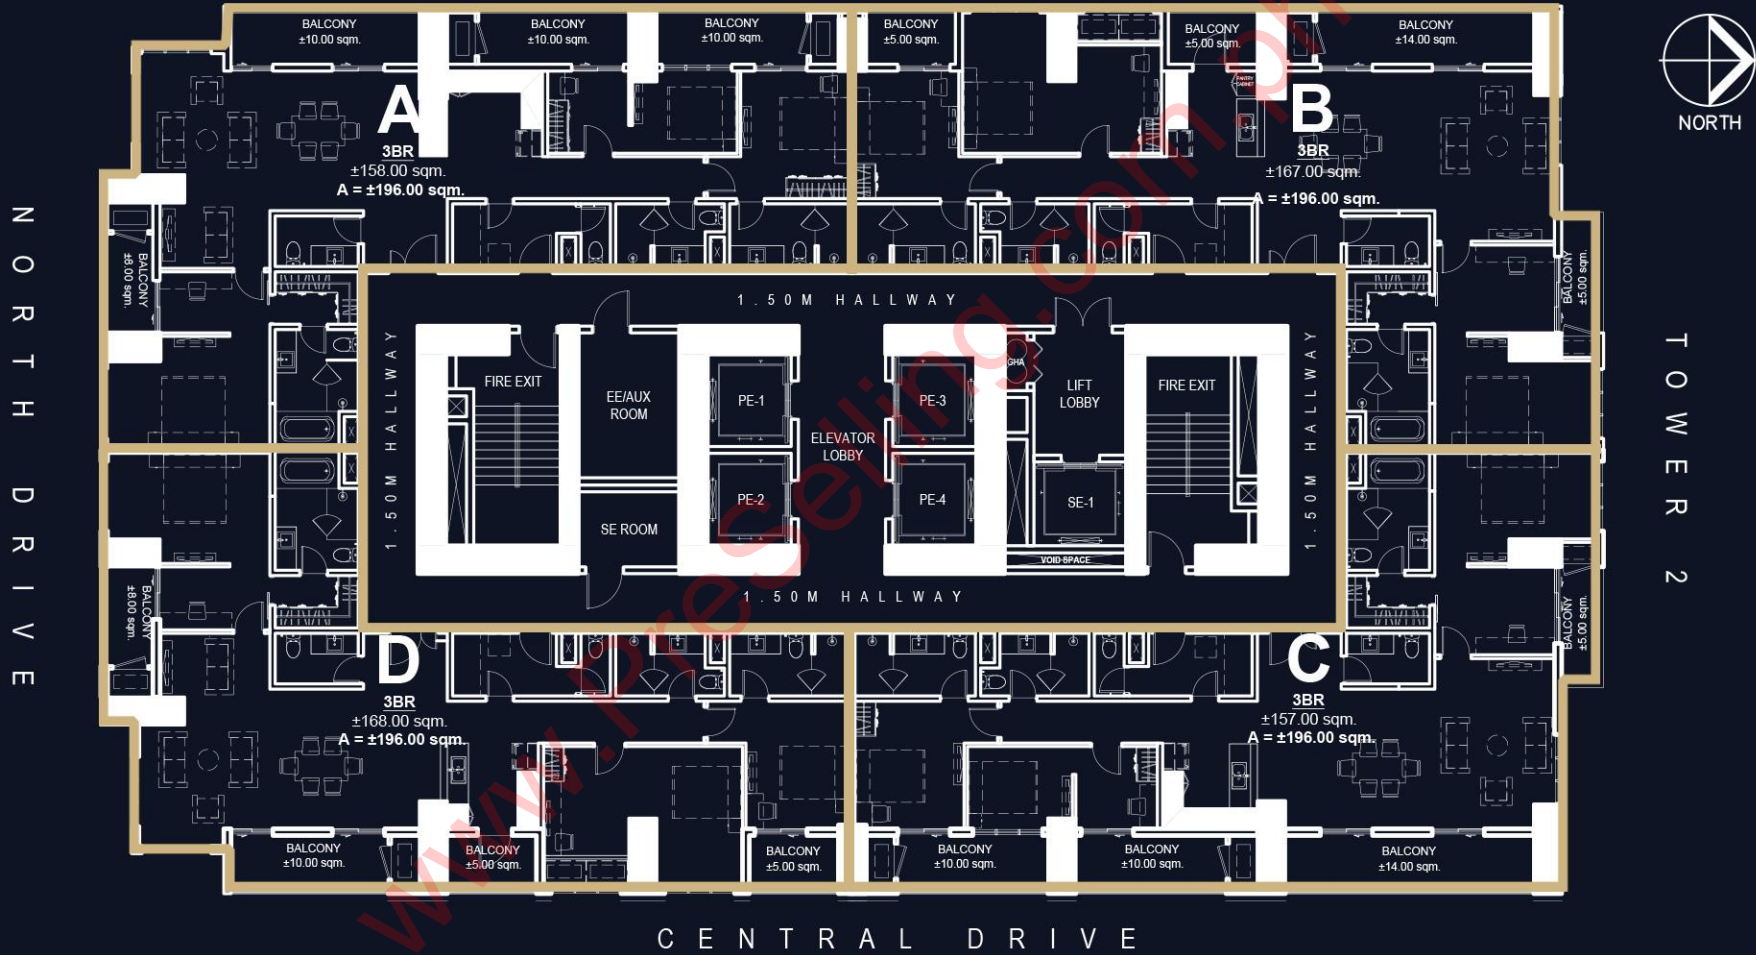 BALCONY
±10.00 sqm.
BALCONY
±10.00 sqm.
BALCONY
±10.00 sqm.
BALCONY
±5.00 sqm.
BALCONY
±5.00 sqm.
BALCONY
±14.00 sqm.
NORTH
A
3BR
±158.00 sqm.
A = ±196.00 sqm.
PANTRY
CABINET
B
3BR
±167.00 sqm.
A = ±196.00 sqm.
NORTH DRIVE
BALCONY
±8.00 sqm.
BALCONY
±5.00 sqm.
TOWER 2
1.50M HALLWAY
1.50M HALLWAY
1.50M HALLWAY
FIRE EXIT
EE/AUX
ROOM
PE-1
ELEVATOR
LOBBY
PE-3
GHA
LIFT
LOBBY
FIRE EXIT
PE-2
PE-4
SE-1
SE ROOM
VOID SPACE
1.50M HALLWAY
BALCONY
±8.00 sqm.
BALCONY
±5.00 sqm.
D
3BR
±168.00 sqm.
A = ±196.00 sqm.
C
3BR
±157.00 sqm.
A = ±196.00 sqm.
BALCONY
±10.00 sqm.
BALCONY
±5.00 sqm.
BALCONY
±5.00 sqm.
BALCONY
±10.00 sqm.
BALCONY
±10.00 sqm.
BALCONY
±14.00 sqm.
CENTRAL DRIVE
www.PreSelling.com.ph